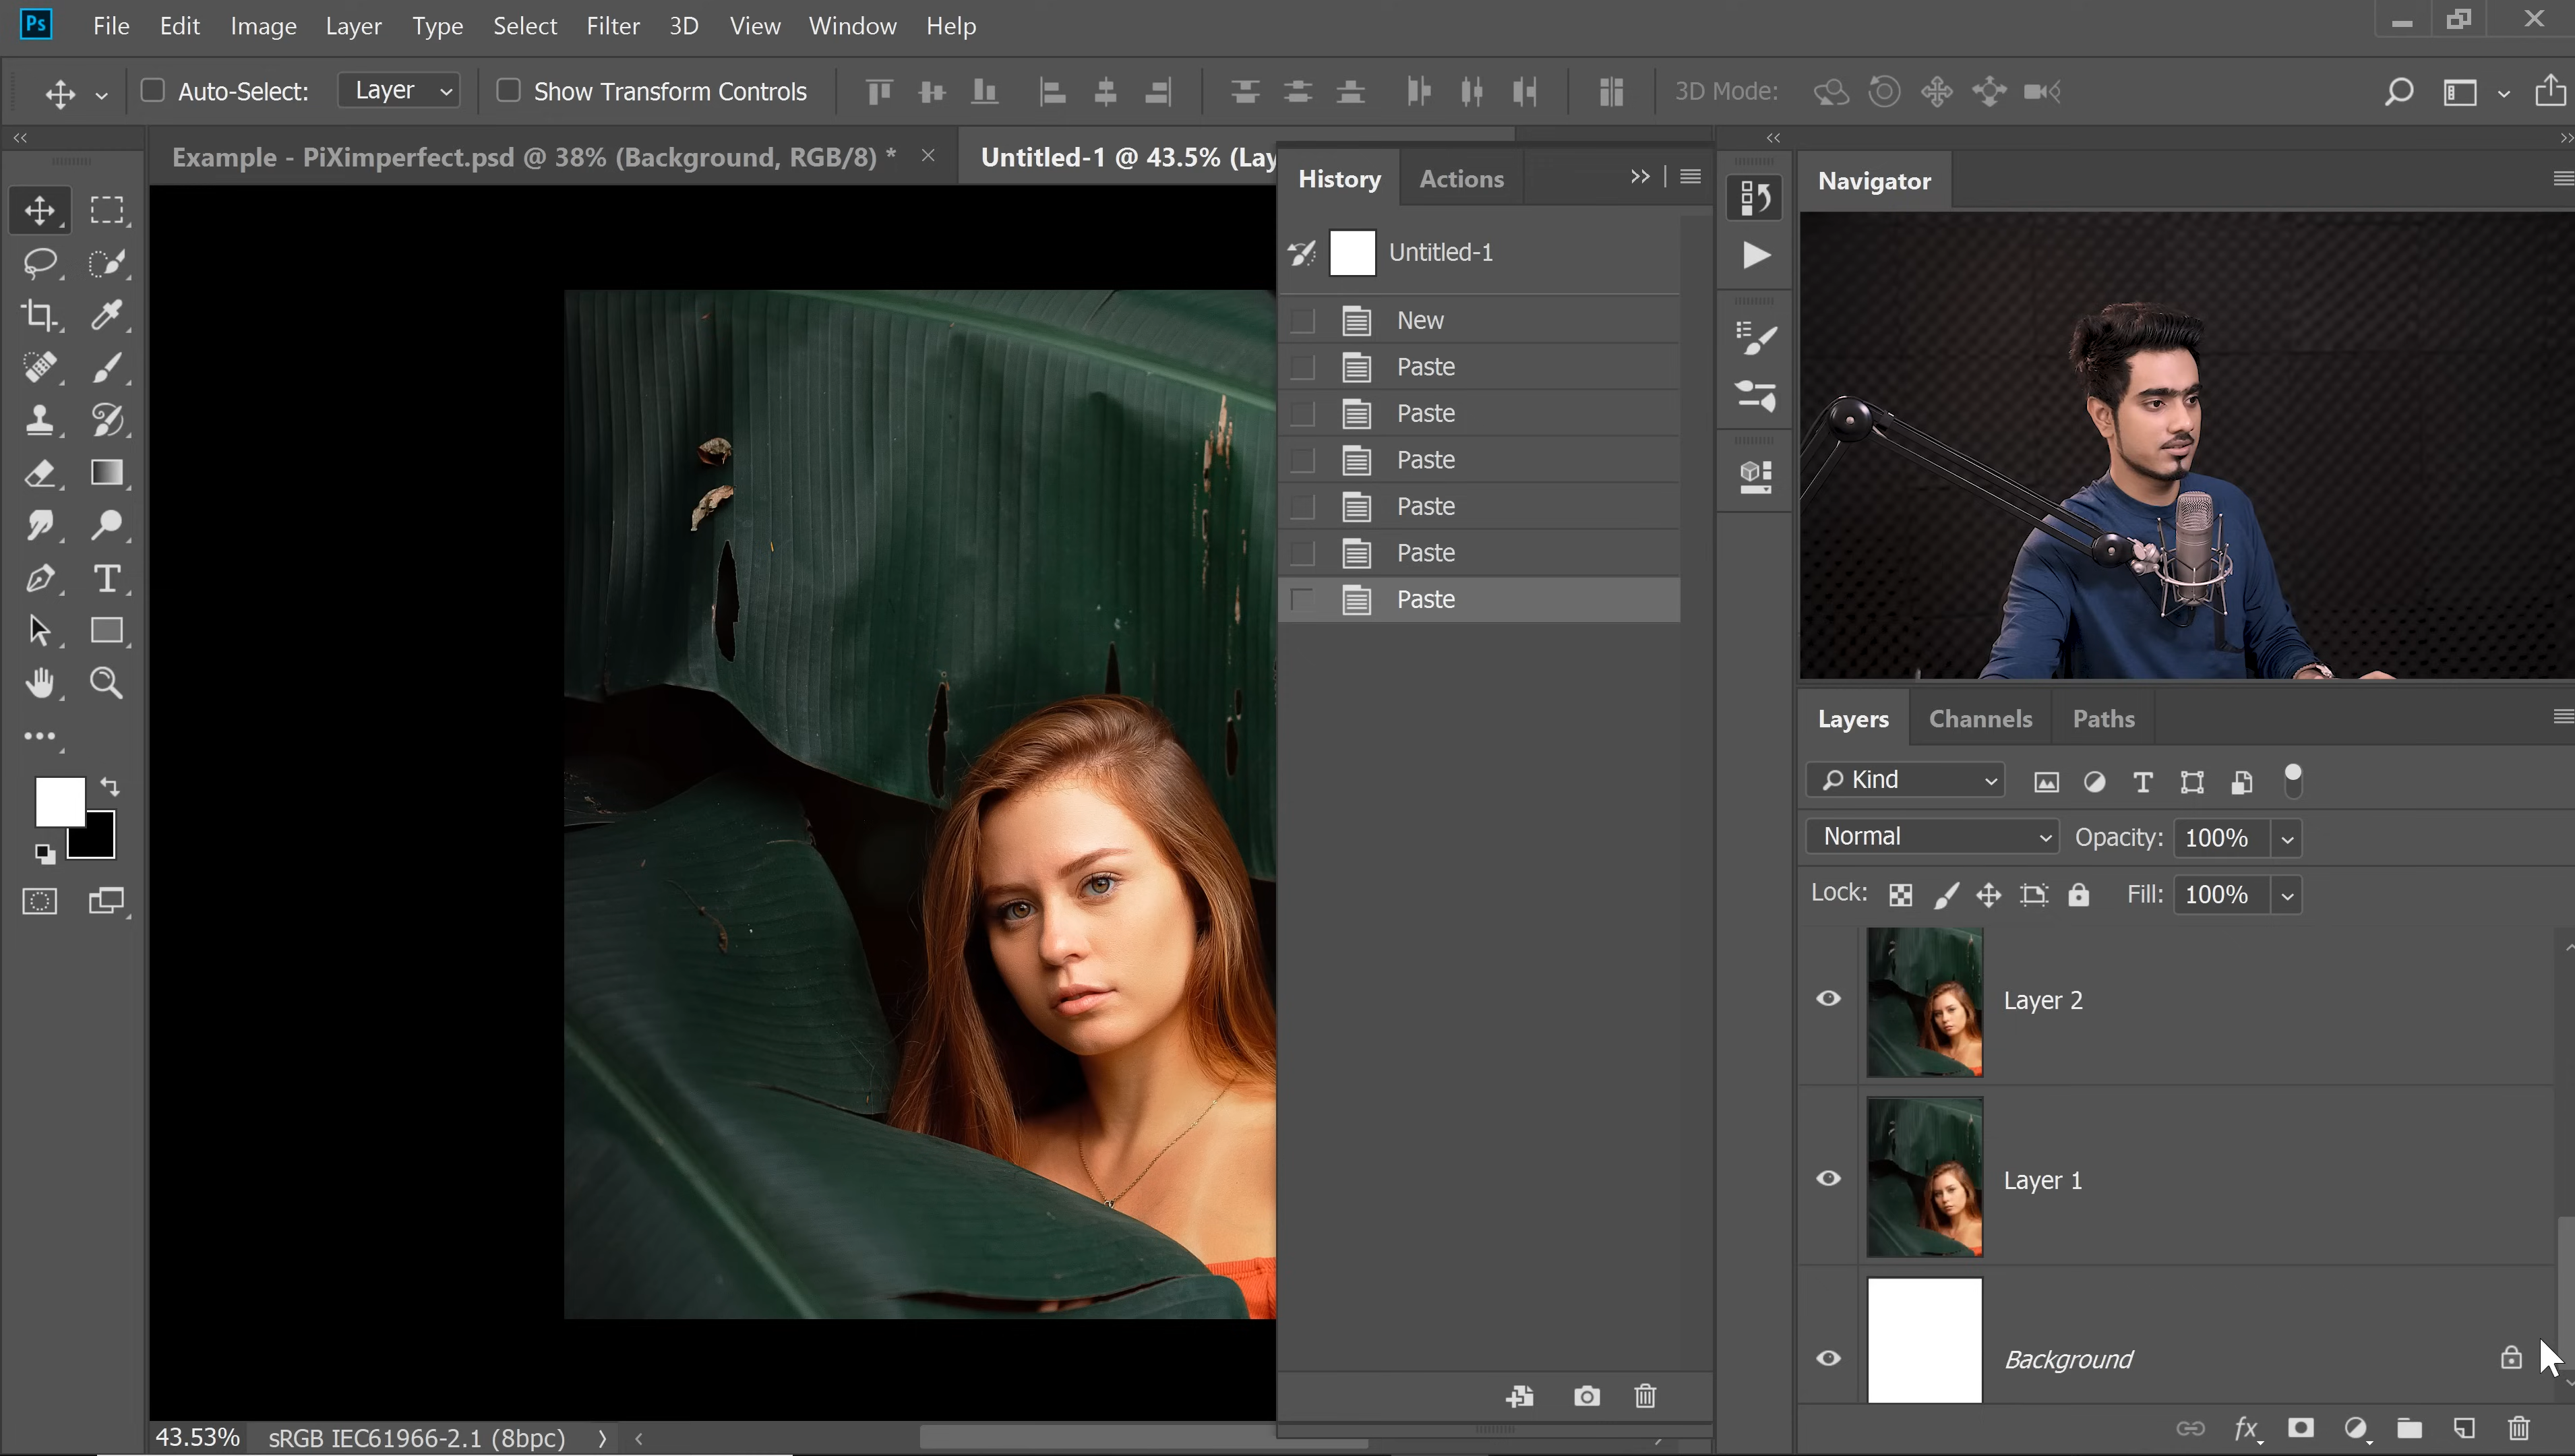 Ps File Edit Image Layer Type Select Filter 3D View Window Help
Auto-Select: Layer Show Transform Controls 3D Mode:
Example - PiXimperfect.psd @ 38% (Background, RGB/8) * Untitled-1 @ 43.5% (Lay
History Actions
Untitled-1
New
Paste
Paste
Paste
Paste
Paste
Paste
Navigator
Layers Channels Paths
Kind
Normal Opacity: 100%
Lock: Fill: 100%
Layer 2
Layer 1
Background
43.53% sRGB IEC61966-2.1 (8bpc)